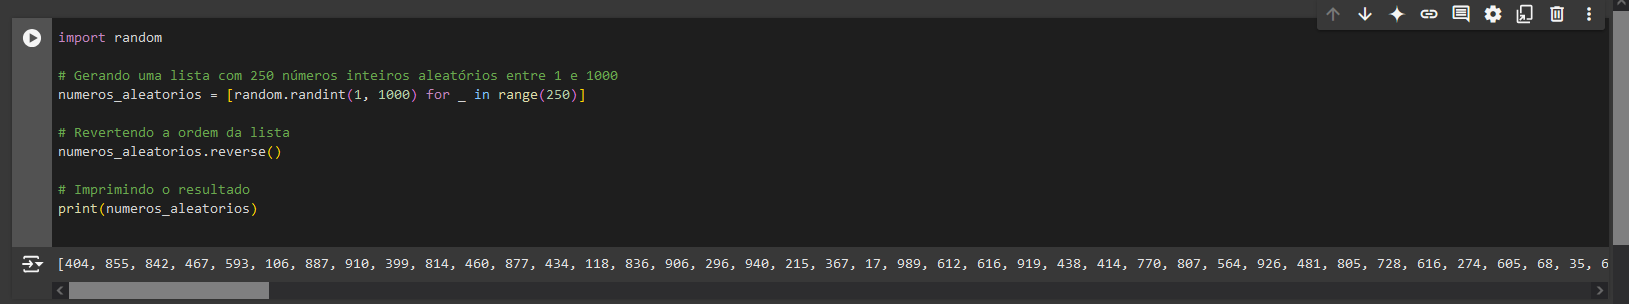 import random
# Gerando uma lista com 250 números inteiros aleatórios entre 1 e 1000
numeros_aleatorios = [random.randint(1, 1000) for _ in range(250)]
# Revertendo a ordem da lista
numeros_aleatorios.reverse()
# Imprimindo o resultado
print(numeros_aleatorios)
[404, 855, 842, 467, 593, 106, 887, 910, 399, 814, 460, 877, 434, 118, 836, 906, 296, 940, 215, 367, 17, 989, 612, 616, 919, 438, 414, 770, 807, 564, 926, 481, 805, 728, 616, 274, 605, 68, 35, 6